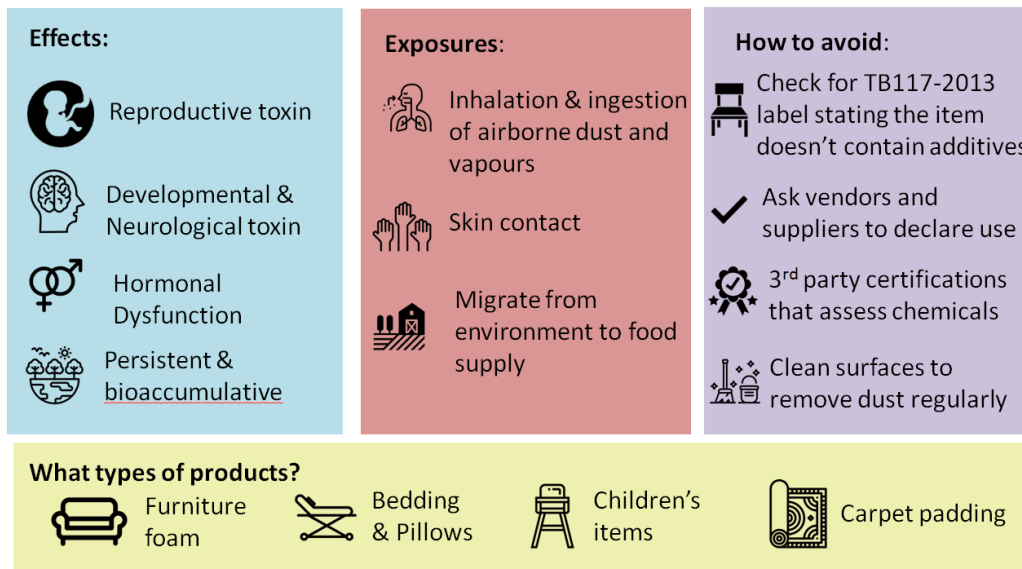 Effects:
Reproductive toxin
Developmental &
Neurological toxin
Hormonal
Dysfunction
Persistent &
bioaccumulative
Exposures:
Inhalation & ingestion
of airborne dust and
vapours
Skin contact
Migrate from
environment to food
supply
How to avoid:
Check for TB117-2013
label stating the item
doesn't contain additives
Ask vendors and
suppliers to declare use
3rd party certifications
that assess chemicals
Clean surfaces to
remove dust regularly
What types of products?
Furniture
foam
Bedding
& Pillows
Children's
items
Carpet padding